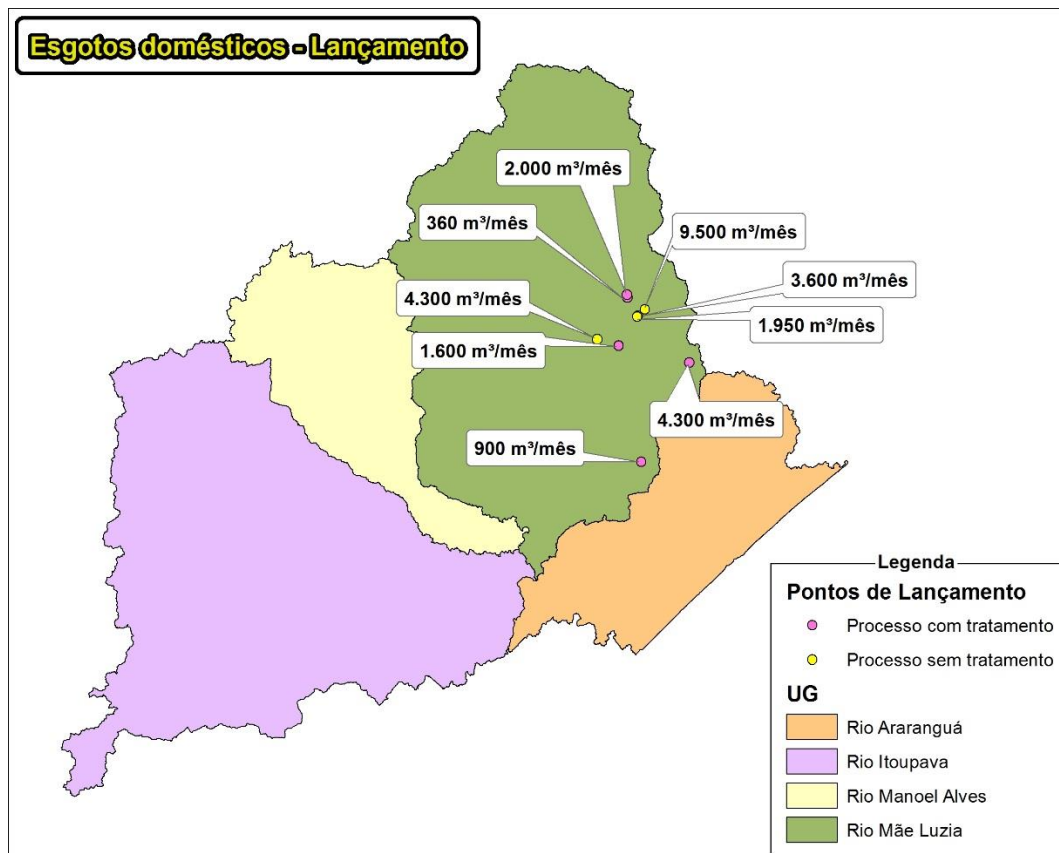 Esgotos domésticos - Lançamento
2.000 m³/mês
360 m³/mês
9.500 m³/mês
3.600 m³/mês
4.300 m³/mês
1.950 m³/mês
1.600 m³/mês
4.300 m³/mês
900 m³/mês
Legenda
Pontos de Lançamento
Processo com tratamento
Processo sem tratamento
UG
Rio Araranguá
Rio Itoupava
Rio Manoel Alves
Rio Mãe Luzia